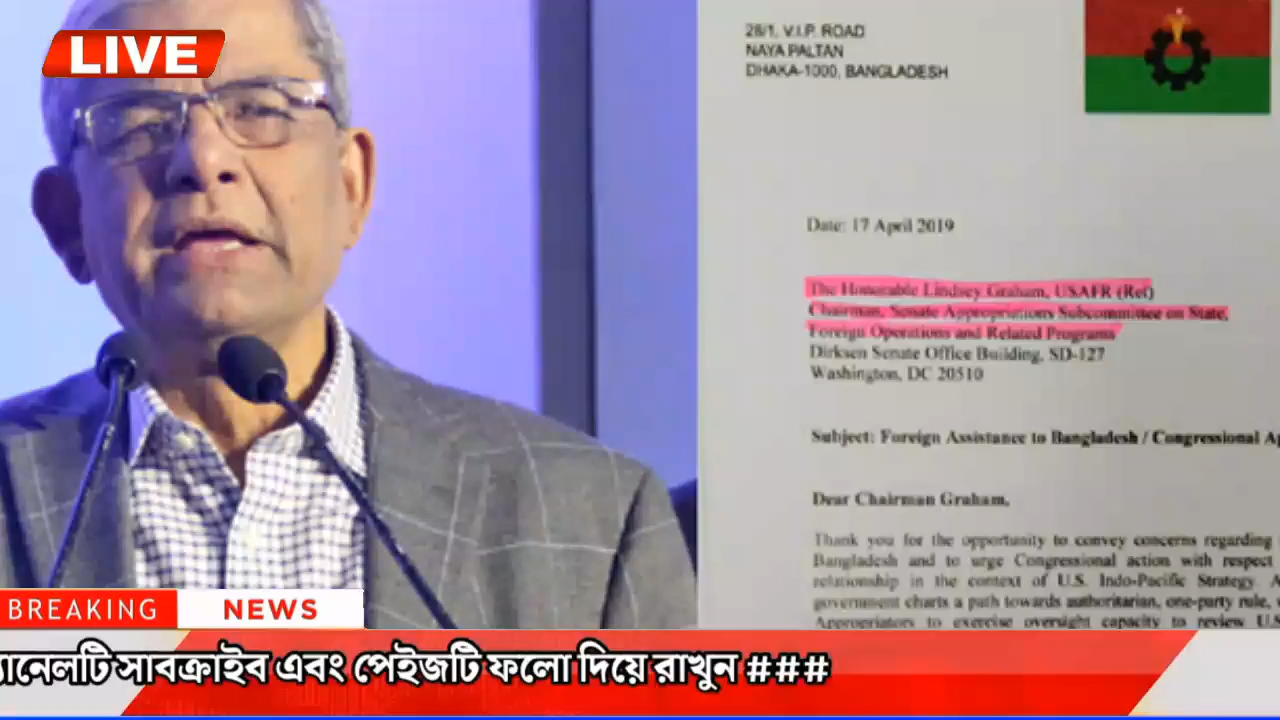 LIVE
28/1, V.I.P. ROAD
NAYA PALTAN
DHAKA-1000, BANGLADESH
Date: 17 April 2019
The Honorable Lindsey Graham, USAFR (Ret)
Chairman, Senate Appropriations Subcommittee on State,
Foreign Operations and Related Programs
Dirksen Senate Office Building, SD-127
Washington, DC 20510
Subject: Foreign Assistance to Bangladesh / Congressional
Dear Chairman Graham,
Thank you for the opportunity to convey concerns regarding
Bangladesh and to urge Congressional action with respect
relationship in the context of U.S. Indo-Pacific Strategy.
government charts a path towards authoritarian, one-party rule,
Appropriators to exercise oversight capacity to review
BREAKING NEWS
সাবক্রাইব এবং পেইজটি ফলো দিয়ে রাখুন ###